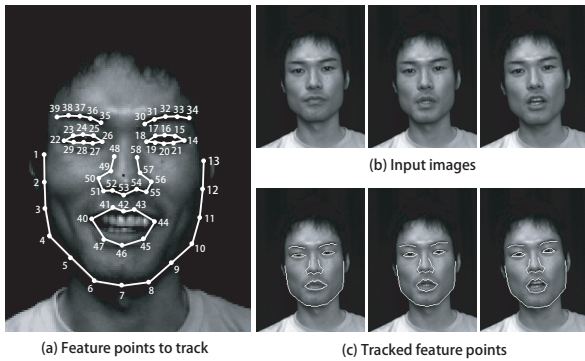 39 38 37 36 35 30 31 32 33 34
23 24 25 17 16 15
22 26 18 14
29 28 27 19 20 21
1 48 58 13
49 57
2 50 52 53 54 56 12
51 55
3 41 42 43 11
40 44
4 47 46 45 10
5 9
6 7 8
(a) Feature points to track
(b) Input images
(c) Tracked feature points